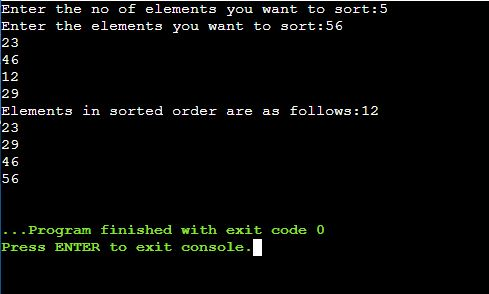 Enter the no of elements you want to sort:5
Enter the elements you want to sort:56
23
46
12
29
Elements in sorted order are as follows:12
23
29
46
56
...Program finished with exit code 0
Press ENTER to exit console.